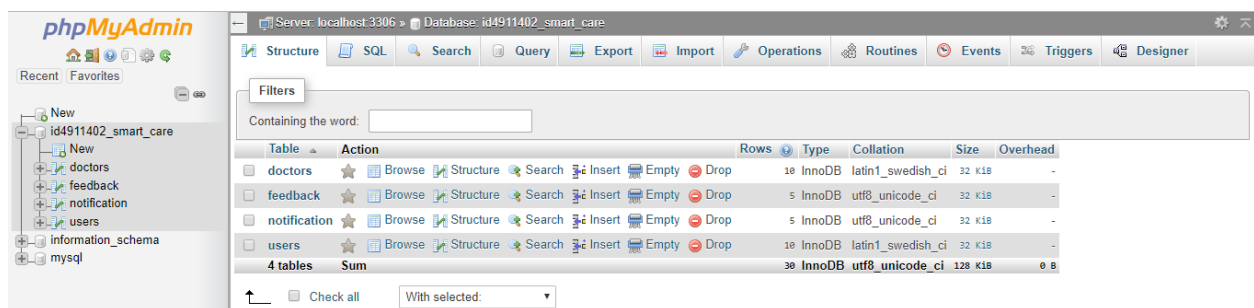 phpMyAdmin
Recent Favorites
New
id4911402_smart_care
New
doctors
feedback
notification
users
information_schema
mysql
Server: localhost:3306 » Database: id4911402_smart_care
Structure SQL Search Query Export Import Operations Routines Events Triggers Designer
Filters
Containing the word:
Table Action Rows Type Collation Size Overhead
doctors Browse Structure Search Insert Empty Drop 10 InnoDB latin1_swedish_ci 32 KiB -
feedback Browse Structure Search Insert Empty Drop 5 InnoDB utf8_unicode_ci 32 KiB -
notification Browse Structure Search Insert Empty Drop 5 InnoDB utf8_unicode_ci 32 KiB -
users Browse Structure Search Insert Empty Drop 10 InnoDB latin1_swedish_ci 32 KiB -
4 tables Sum 30 InnoDB utf8_unicode_ci 128 KiB 0 B
Check all With selected: